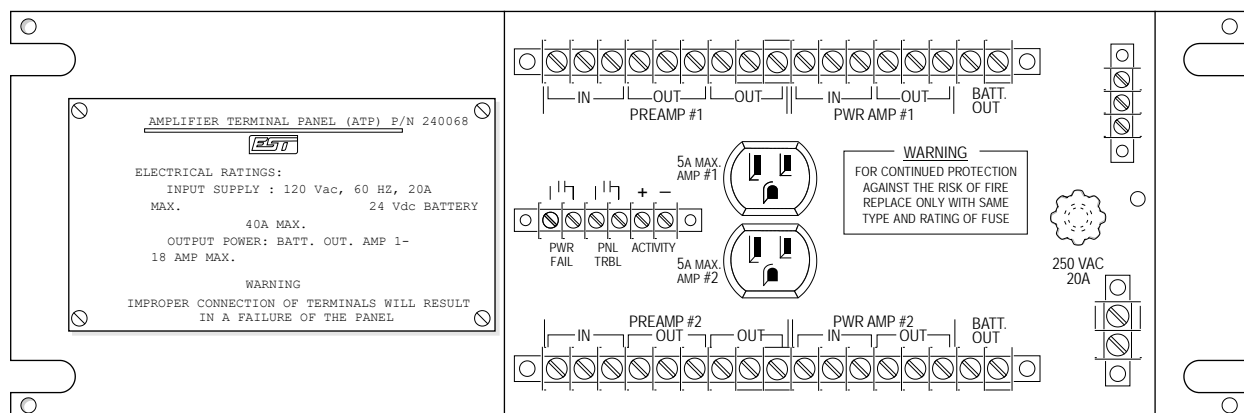 AMPLIFIER TERMINAL PANEL (ATP) P/N 240068
EST
ELECTRICAL RATINGS:
INPUT SUPPLY : 120 Vac, 60 HZ, 20A
MAX. 24 Vdc BATTERY
40A MAX.
OUTPUT POWER: BATT. OUT. AMP 1-
18 AMP MAX.
WARNING
IMPROPER CONNECTION OF TERMINALS WILL RESULT
IN A FAILURE OF THE PANEL
IN OUT OUT IN OUT BATT.
OUT
PREAMP #1 PWR AMP #1
5A MAX.
AMP #1
WARNING
FOR CONTINUED PROTECTION
AGAINST THE RISK OF FIRE
REPLACE ONLY WITH SAME
TYPE AND RATING OF FUSE
+ –
PWR
FAIL
PNL
TRBL
ACTIVITY
5A MAX.
AMP #2
250 VAC
20A
PREAMP #2 PWR AMP #2
IN OUT OUT IN OUT BATT.
OUT